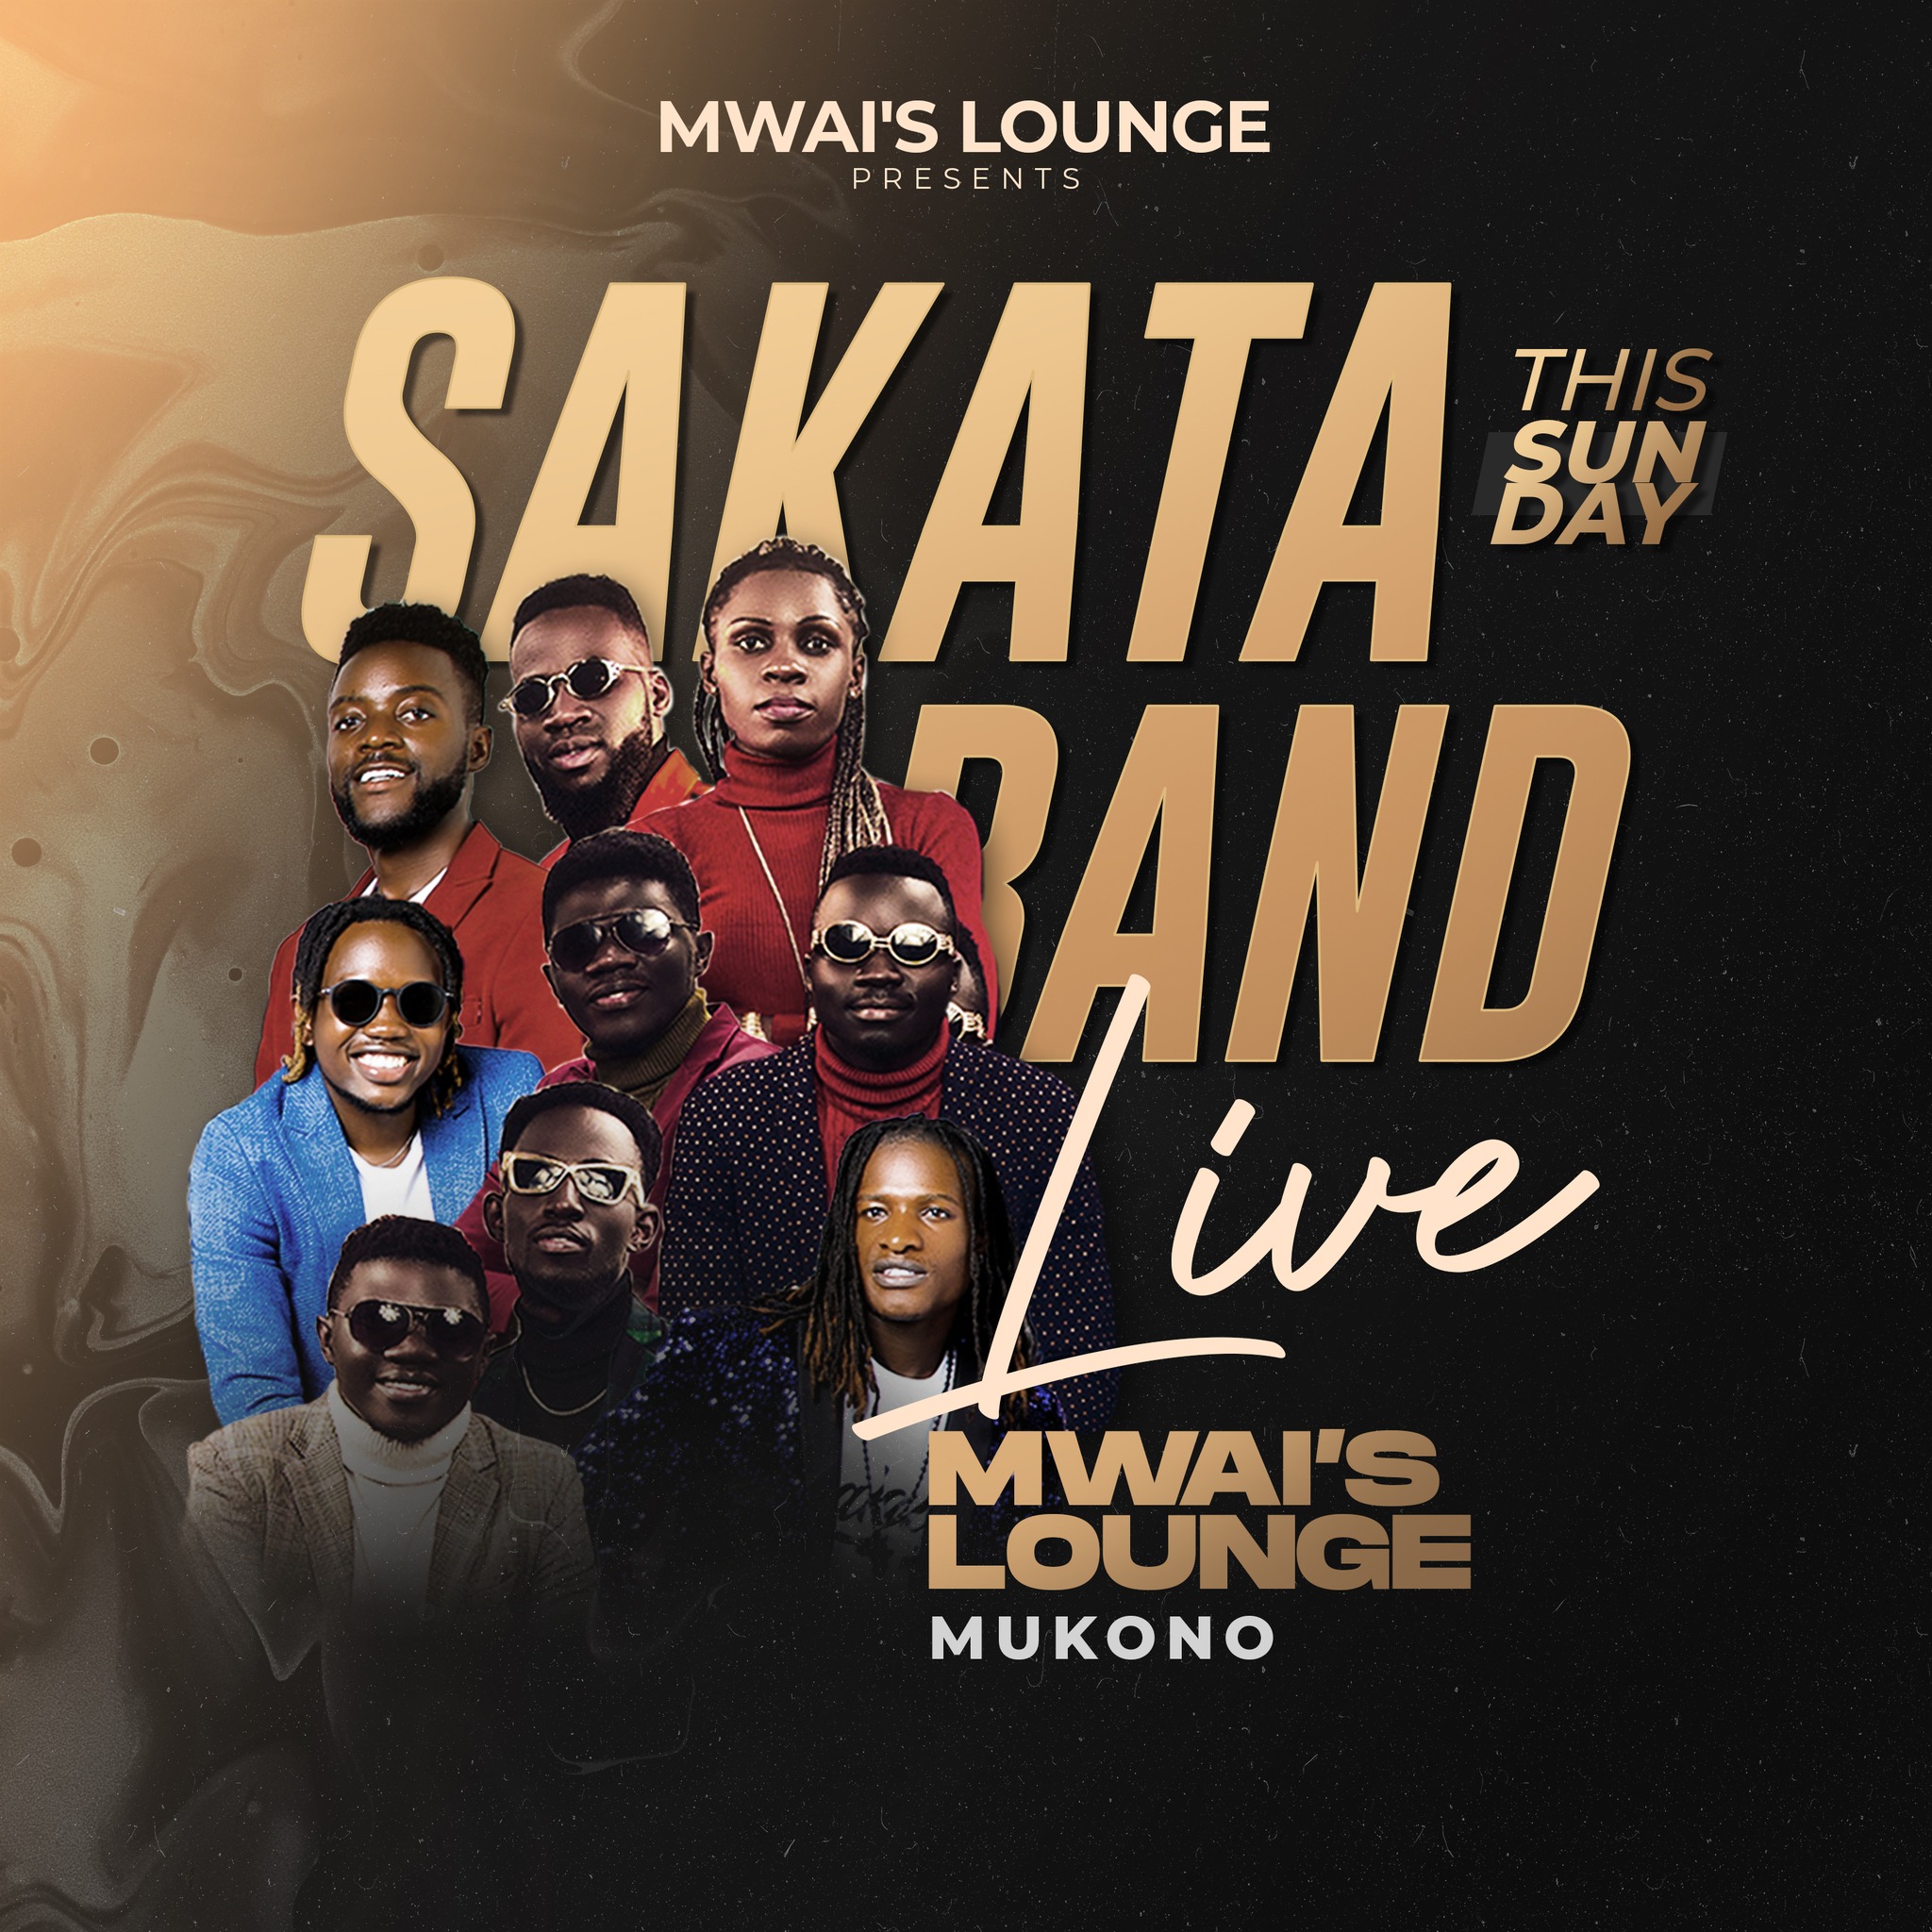 MWAI'S LOUNGE
PRESENTS
SAKATA
THIS
SUN
DAY
BAND
Live
MWAI'S
LOUNGE
MUKONO